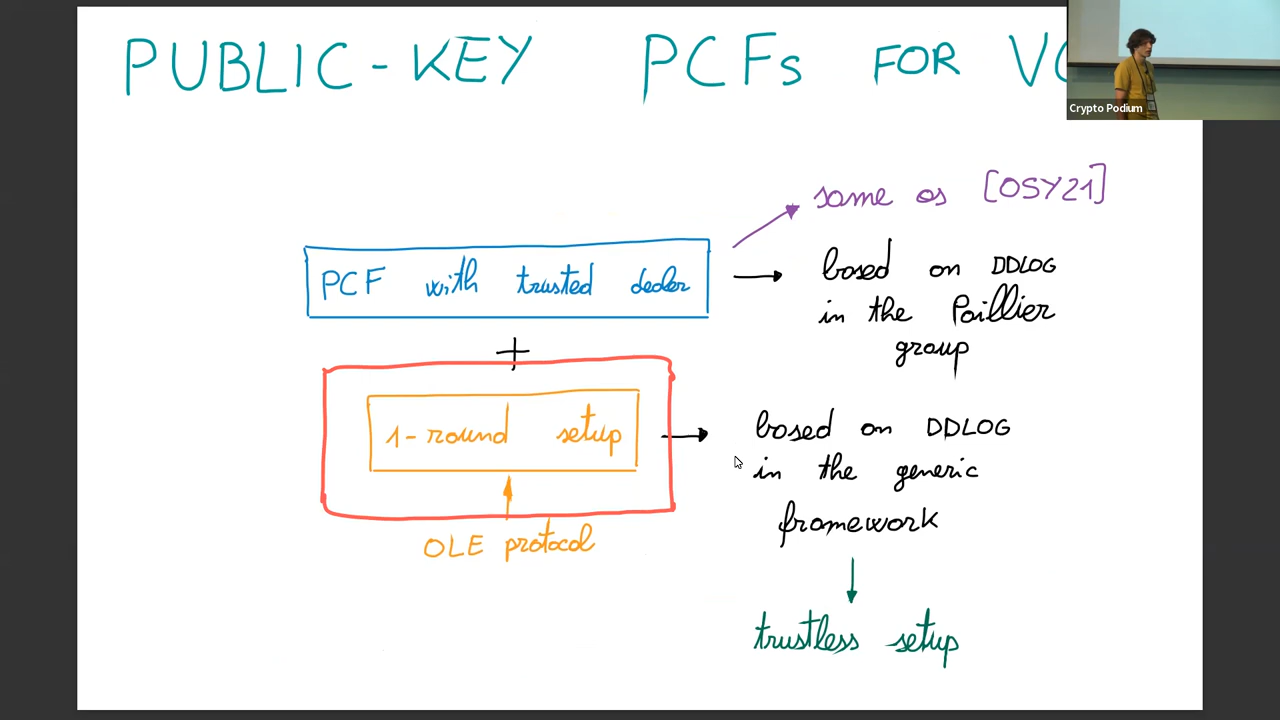 PUBLIC-KEY PCFs FOR
Crypto Podium
same as [OSY21]
PCF with trusted dealer
based on DDLOG
in the Paillier
group
+
1-round setup
based on DDLOG
in the generic
framework
OLE protocol
trustless setup